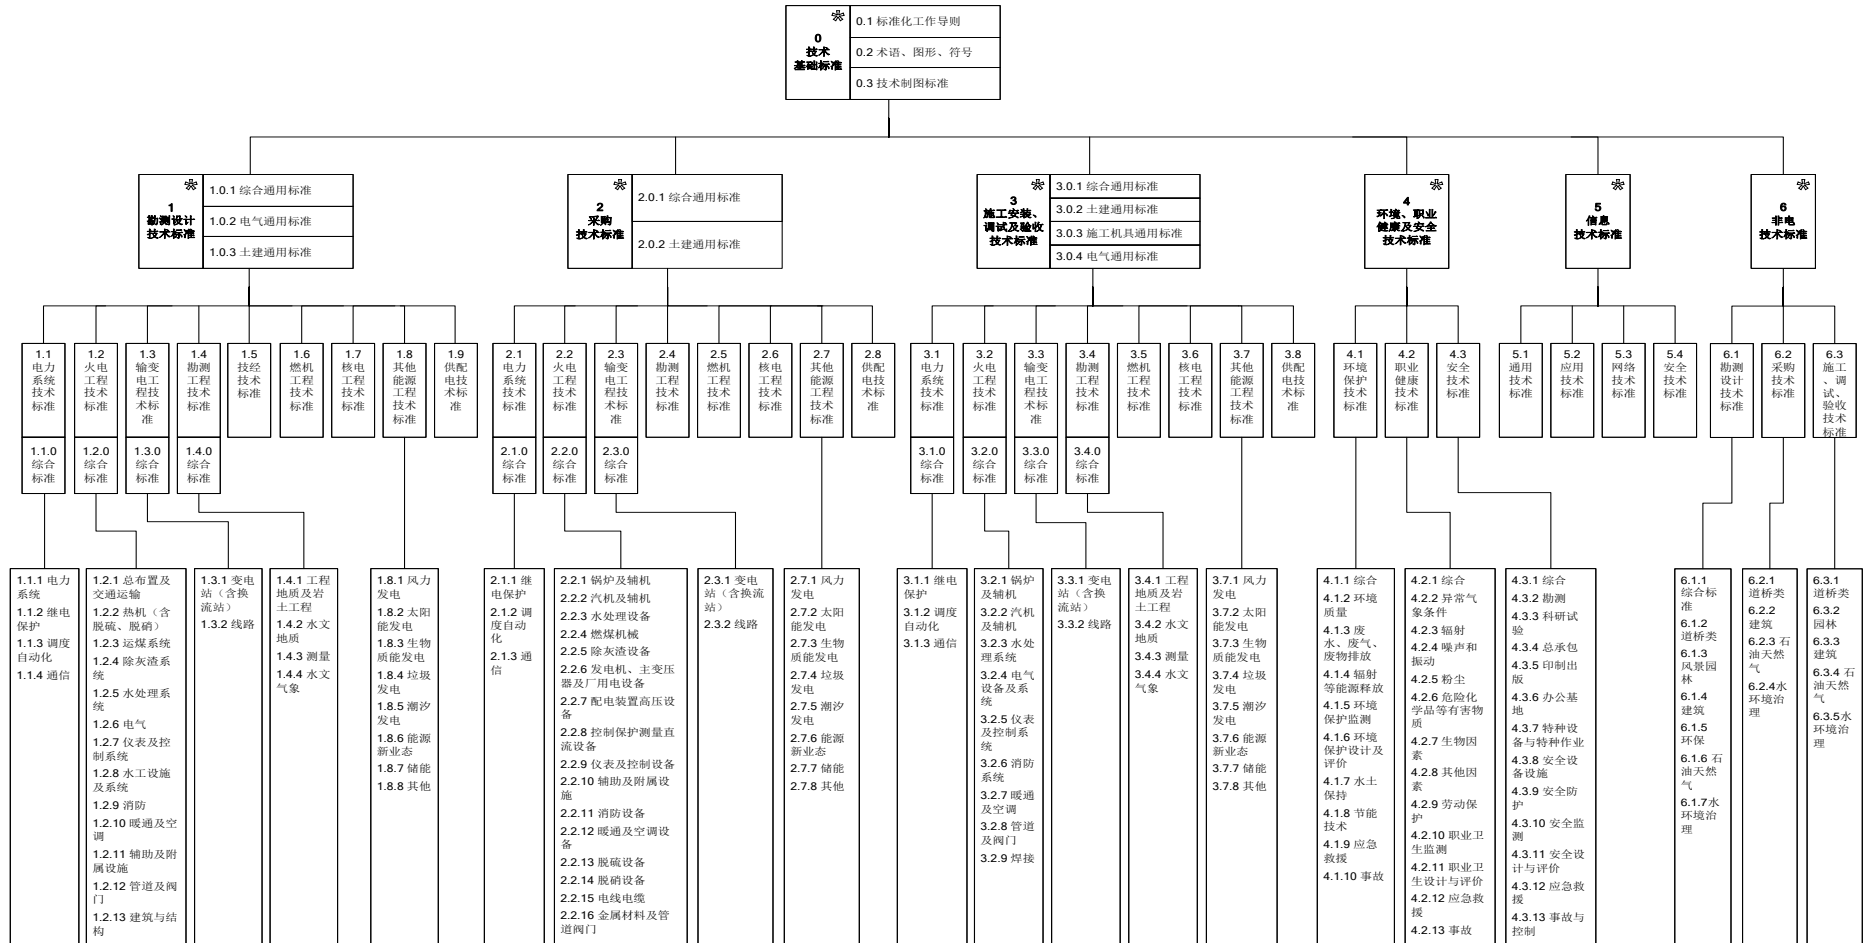 0
技术
基础标准
0.1 标准化工作导则
0.2 术语、图形、符号
0.3 技术制图标准
1
勘测设计
技术标准
1.0.1 综合通用标准
1.0.2 电气通用标准
1.0.3 土建通用标准
2
采购
技术标准
2.0.1 综合通用标准
2.0.2 土建通用标准
3
施工安装、
调试及验收
技术标准
3.0.1 综合通用标准
3.0.2 土建通用标准
3.0.3 施工机具通用标准
3.0.4 电气通用标准
4
环境、职业
健康及安全
技术标准
5
信息
技术标准
6
非电
技术标准
1.1
电力
系统
技术
标准
1.2
火电
工程
技术
标准
1.3
输变
电工
程技
术标
准
1.4
勘测
工程
技术
标准
1.5
技经
技术
标准
1.6
燃机
工程
技术
标准
1.7
核电
工程
技术
标准
1.8
其他
能源
工程
技术
标准
1.9
供配
电技
术标
准
2.1
电力
系统
技术
标准
2.2
火电
工程
技术
标准
2.3
输变
电工
程技
术标
准
2.4
勘测
工程
技术
标准
2.5
燃机
工程
技术
标准
2.6
核电
工程
技术
标准
2.7
其他
能源
工程
技术
标准
2.8
供配
电技
术标
准
3.1
电力
系统
技术
标准
3.2
火电
工程
技术
标准
3.3
输变
电工
程技
术标
准
3.4
勘测
工程
技术
标准
3.5
燃机
工程
技术
标准
3.6
核电
工程
技术
标准
3.7
其他
能源
工程
技术
标准
3.8
供配
电技
术标
准
4.1
环境
保护
技术
标准
4.2
职业
健康
技术
标准
4.3
安全
技术
标准
5.1
通用
技术
标准
5.2
应用
技术
标准
5.3
网络
技术
标准
5.4
安全
技术
标准
6.1
勘测
设计
技术
标准
6.2
采购
技术
标准
6.3
施工
、调
试、
验收
技术
标准
1.1.0
综合
标准
1.2.0
综合
标准
1.3.0
综合
标准
1.4.0
综合
标准
2.1.0
综合
标准
2.2.0
综合
标准
2.3.0
综合
标准
3.1.0
综合
标准
3.2.0
综合
标准
3.3.0
综合
标准
3.4.0
综合
标准
1.1.1 电力
系统
1.1.2 继电
保护
1.1.3 调度
自动化
1.1.4 通信
1.2.1 总布置及
交通运输
1.2.2 热机（含
脱硫、脱硝）
1.2.3 运煤系统
1.2.4 除灰渣系
统
1.2.5 水处理系
统
1.2.6 电气
1.2.7 仪表及控
制系统
1.2.8 水工设施
及系统
1.2.9 消防
1.2.10 暖通及空
调
1.2.11 辅助及附
属设施
1.2.12 管道及阀
门
1.2.13 建筑与结
构
1.3.1 变电
站（含换
流站）
1.3.2 线路
1.4.1 工程
地质及岩
土工程
1.4.2 水文
地质
1.4.3 测量
1.4.4 水文
气象
1.8.1 风力
发电
1.8.2 太阳
能发电
1.8.3 生物
质能发电
1.8.4 垃圾
发电
1.8.5 潮汐
发电
1.8.6 能源
新业态
1.8.7 储能
1.8.8 其他
2.1.1 继
电保护
2.1.2 调
度自动
化
2.1.3 通
信
2.2.1 锅炉及辅机
2.2.2 汽机及辅机
2.2.3 水处理设备
2.2.4 燃煤机械
2.2.5 除灰渣设备
2.2.6 发电机、主变压
器及厂用电设备
2.2.7 配电装置高压设
备
2.2.8 控制保护测量直
流设备
2.2.9 仪表及控制设备
2.2.10 辅助及附属设
施
2.2.11 消防设备
2.2.12 暖通及空调设
备
2.2.13 脱硫设备
2.2.14 脱硝设备
2.2.15 电线电缆
2.2.16 金属材料及管
道阀门
2.3.1 变电
站（含换流
站）
2.3.2 线路
2.7.1 风力
发电
2.7.2 太阳
能发电
2.7.3 生物
质能发电
2.7.4 垃圾
发电
2.7.5 潮汐
发电
2.7.6 能源
新业态
2.7.7 储能
2.7.8 其他
3.1.1 继电
保护
3.1.2 调度
自动化
3.1.3 通信
3.2.1 锅炉
及辅机
3.2.2 汽机
及辅机
3.2.3 水处
理系统
3.2.4 电气
设备及系
统
3.2.5 仪表
及控制系
统
3.2.6 消防
系统
3.2.7 暖通
及空调
3.2.8 管道
及阀门
3.2.9 焊接
3.3.1 变电
站（含换
流站）
3.3.2 线路
3.4.1 工程
地质及岩
土工程
3.4.2 水文
地质
3.4.3 测量
3.4.4 水文
气象
3.7.1 风力
发电
3.7.2 太阳
能发电
3.7.3 生物
质能发电
3.7.4 垃圾
发电
3.7.5 潮汐
发电
3.7.6 能源
新业态
3.7.7 储能
3.7.8 其他
4.1.1 综合
4.1.2 环境
质量
4.1.3 废
水、废气、
废物排放
4.1.4 辐射
等能源释放
4.1.5 环境
保护监测
4.1.6 环境
保护设计及
评价
4.1.7 水土
保持
4.1.8 节能
技术
4.1.9 应急
救援
4.1.10 事故
4.2.1 综合
4.2.2 异常气
象条件
4.2.3 辐射
4.2.4 噪声和
振动
4.2.5 粉尘
4.2.6 危险化
学品等有害物
质
4.2.7 生物因
素
4.2.8 其他因
素
4.2.9 劳动保
护
4.2.10 职业卫
生监测
4.2.11 职业卫
生设计与评价
4.2.12 应急救
援
4.2.13 事故
4.3.1 综合
4.3.2 勘测
4.3.3 科研试
验
4.3.4 总承包
4.3.5 印制出
版
4.3.6 办公基
地
4.3.7 特种设
备与特种作业
4.3.8 安全设
备设施
4.3.9 安全防
护
4.3.10 安全监
测
4.3.11 安全设
计与评价
4.3.12 应急救
援
4.3.13 事故与
控制
6.1.1
综合标
准
6.1.2
道桥类
6.1.3
风景园
林
6.1.4
建筑
6.1.5
环保
6.1.6 石
油天然
气
6.1.7水
环境治
理
6.2.1
道桥类
6.2.2
建筑
6.2.3 石
油天然
气
6.2.4水
环境治
理
6.3.1
道桥类
6.3.2
园林
6.3.3
建筑
6.3.4 石
油天然
气
6.3.5水
环境治
理